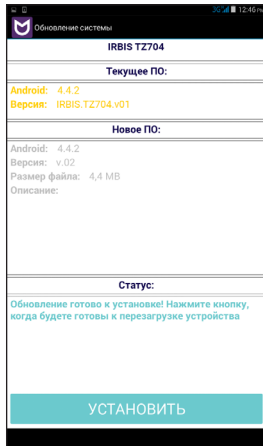 3G 12:46 PM
Обновление системы
IRBIS TZ704
Текущее ПО:
Android: 4.4.2
Версия: IRBIS.TZ704.v01
Новое ПО:
Android: 4.4.2
Версия: v.02
Размер файла: 4,4 MB
Описание:
Статус:
Обновление готово к установке! Нажмите кнопку,
когда будете готовы к перезагрузке устройства
УСТАНОВИТЬ